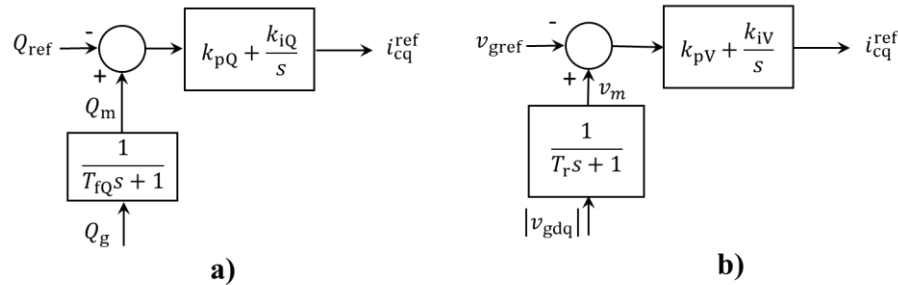 Q_ref
-
+
k_pQ + k_iQ/s
i_cq^ref
Q_m
1/(T_fQ s + 1)
Q_g
a)
v_gref
-
+
k_pV + k_iV/s
i_cq^ref
v_m
1/(T_r s + 1)
|v_gdq|
b)